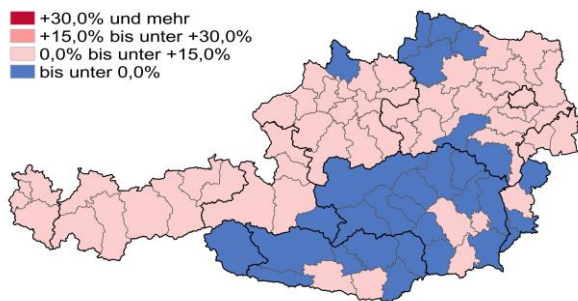 +30,0% und mehr
+15,0% bis unter +30,0%
0,0% bis unter +15,0%
bis unter 0,0%